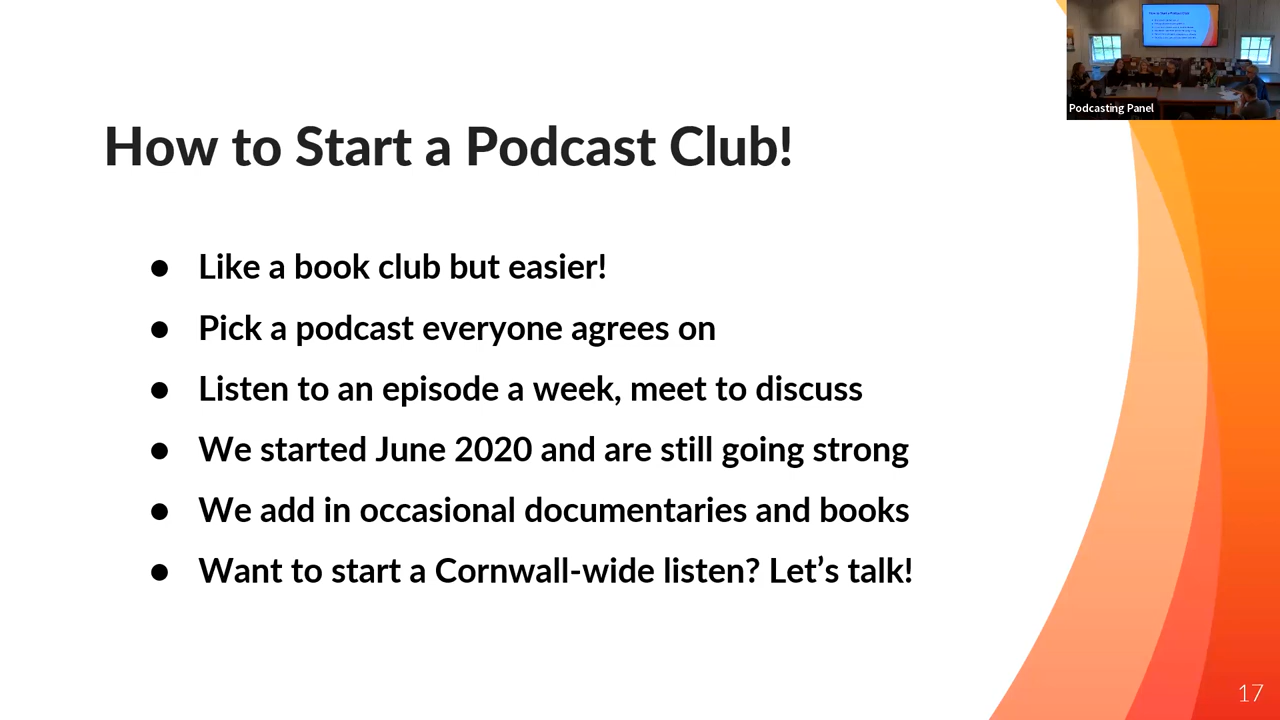 Podcasting Panel
How to Start a Podcast Club!
● Like a book club but easier!
● Pick a podcast everyone agrees on
● Listen to an episode a week, meet to discuss
● We started June 2020 and are still going strong
● We add in occasional documentaries and books
● Want to start a Cornwall-wide listen? Let’s talk!
17